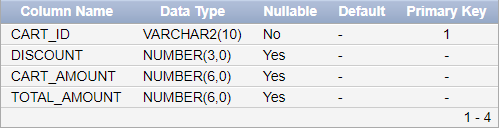 Column Name Data Type Nullable Default Primary Key
CART_ID VARCHAR2(10) No - 1
DISCOUNT NUMBER(3,0) Yes - -
CART_AMOUNT NUMBER(6,0) Yes - -
TOTAL_AMOUNT NUMBER(6,0) Yes - -
1 - 4